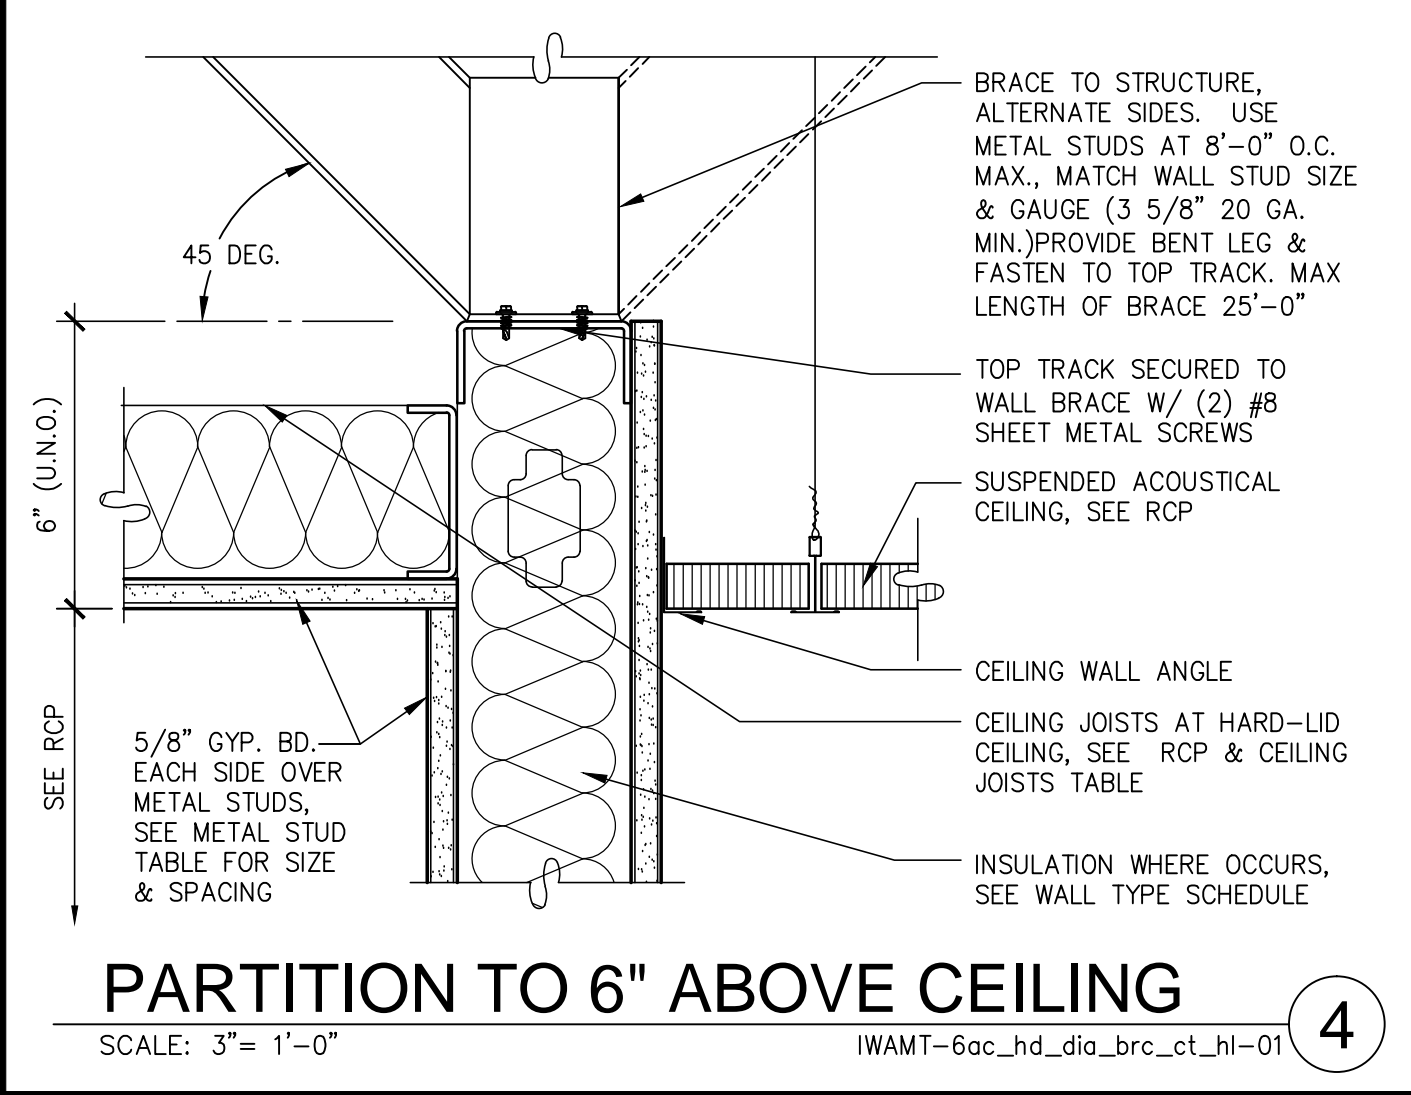 BRACE TO STRUCTURE,
ALTERNATE SIDES. USE
METAL STUDS AT 8'-0" O.C.
MAX., MATCH WALL STUD SIZE
& GAUGE (3 5/8" 20 GA.
MIN.)PROVIDE BENT LEG &
FASTEN TO TOP TRACK. MAX
LENGTH OF BRACE 25'-0"
45 DEG.
TOP TRACK SECURED TO
WALL BRACE W/ (2) #8
SHEET METAL SCREWS
6" (U.N.O.)
SUSPENDED ACOUSTICAL
CEILING, SEE RCP
CEILING WALL ANGLE
CEILING JOISTS AT HARD-LID
CEILING, SEE RCP & CEILING
JOISTS TABLE
SEE RCP
5/8" GYP. BD.
EACH SIDE OVER
METAL STUDS,
SEE METAL STUD
TABLE FOR SIZE
& SPACING
INSULATION WHERE OCCURS,
SEE WALL TYPE SCHEDULE
PARTITION TO 6" ABOVE CEILING
4
SCALE: 3"= 1'-0"
IWAMT-6ac_hd_dia_brc_ct_hl-01